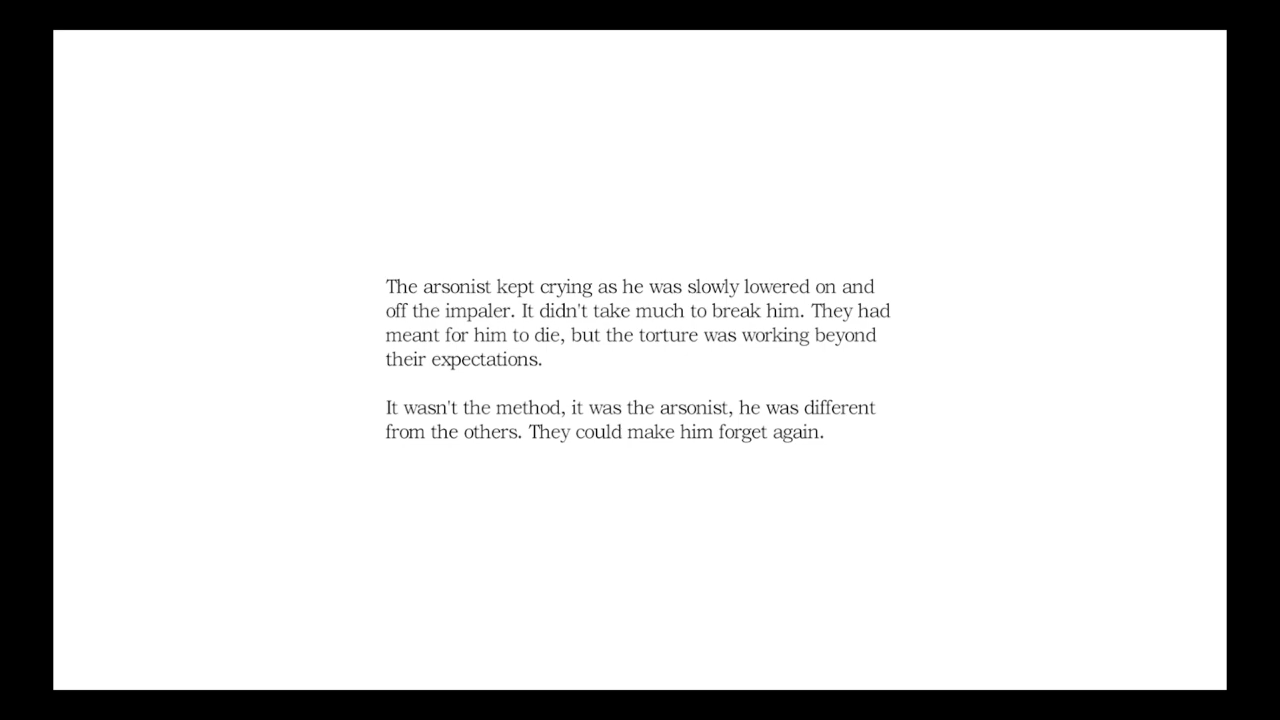 The arsonist kept crying as he was slowly lowered on and
off the impaler. It didn't take much to break him. They had
meant for him to die, but the torture was working beyond
their expectations.
It wasn't the method, it was the arsonist, he was different
from the others. They could make him forget again.